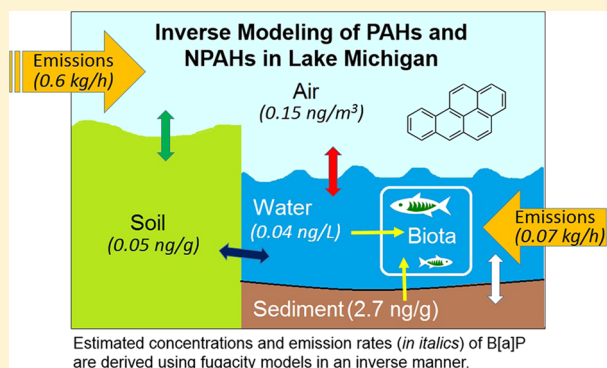 Inverse Modeling of PAHs and
NPAHs in Lake Michigan
Emissions
(0.6 kg/h)
Air
(0.15 ng/m³)
Soil
(0.05 ng/g)
Water
(0.04 ng/L)
Biota
Emissions
(0.07 kg/h)
Sediment (2.7 ng/g)
Estimated concentrations and emission rates (in italics) of B[a]P
are derived using fugacity models in an inverse manner.